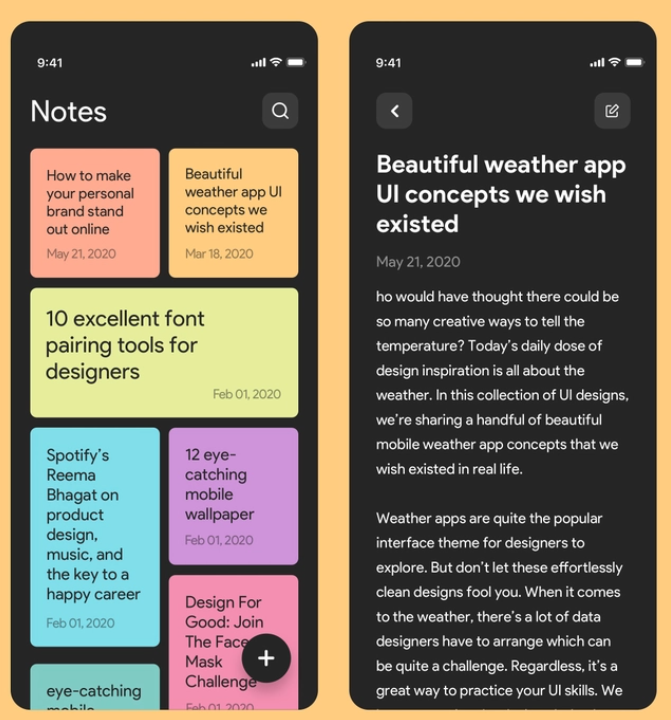 9:41
Notes
How to make
your personal
brand stand
out online
May 21, 2020
Beautiful
weather app UI
concepts we
wish existed
Mar 18, 2020
10 excellent font
pairing tools for
designers
Feb 01, 2020
Spotify's
Reema
Bhagat on
product
design,
music, and
the key to a
happy career
Feb 01, 2020
12 eye-
catching
mobile
wallpaper
Feb 01, 2020
Design For
Good: Join
The Face
Mask
Challenge
Feb 01, 2020
eye-catching
mobile
9:41
Beautiful weather app
UI concepts we wish
existed
May 21, 2020
ho would have thought there could be
so many creative ways to tell the
temperature? Today's daily dose of
design inspiration is all about the
weather. In this collection of UI designs,
we're sharing a handful of beautiful
mobile weather app concepts that we
wish existed in real life.
Weather apps are quite the popular
interface theme for designers to
explore. But don't let these effortlessly
clean designs fool you. When it comes
to the weather, there's a lot of data
designers have to arrange which can
be quite a challenge. Regardless, it's a
great way to practice your UI skills. We